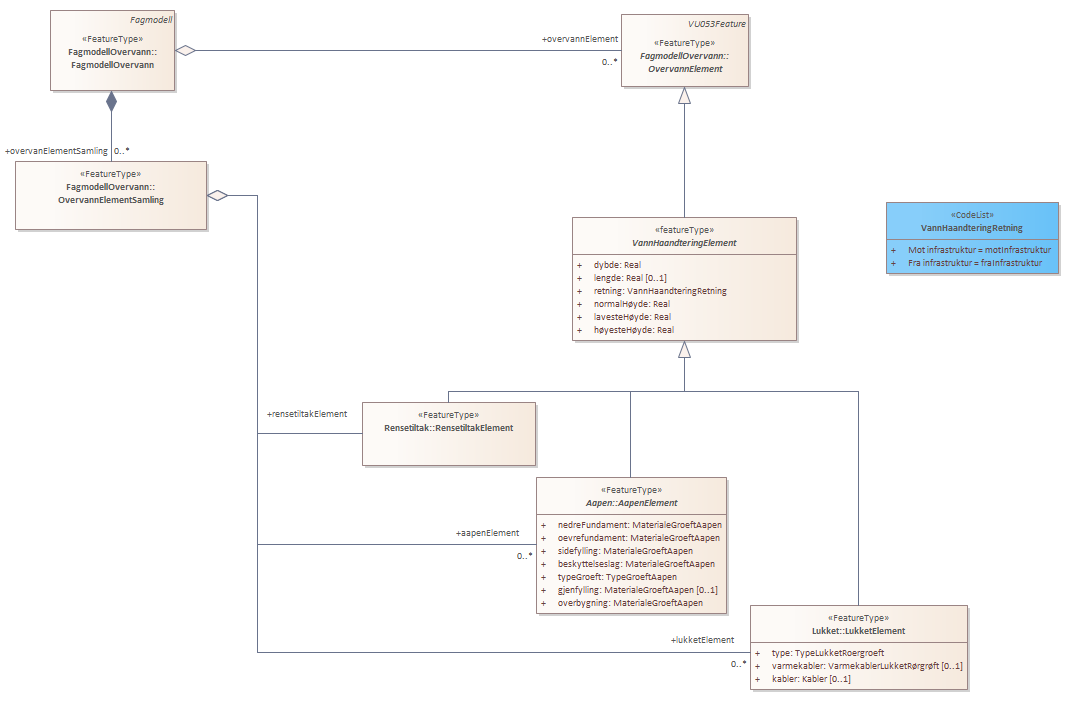 Fagmodell
«FeatureType»
FagmodellOvervann::
FagmodellOvervann
+overvannElement
0..*
VU053Feature
«FeatureType»
FagmodellOvervann::
OvervannElement
+overvanElementSamling 0..*
«FeatureType»
FagmodellOvervann::
OvervannElementSamling
«featureType»
VannHaandteringElement
+ dybde: Real
+ lengde: Real [0..1]
+ retning: VannHaandteringRetning
+ normalHøyde: Real
+ lavesteHøyde: Real
+ høyesteHøyde: Real
«CodeList»
VannHaandteringRetning
+ Mot infrastruktur = motInfrastruktur
+ Fra infrastruktur = fraInfrastruktur
+rensetiltakElement
«FeatureType»
Rensetiltak::RensetiltakElement
+aapenElement
0..*
«FeatureType»
Aapen::AapenElement
+ nedreFundament: MaterialeGroeftAapen
+ oevrefundament: MaterialeGroeftAapen
+ sidefylling: MaterialeGroeftAapen
+ beskyttelseslag: MaterialeGroeftAapen
+ typeGroeft: TypeGroeftAapen
+ gjenfylling: MaterialeGroeftAapen [0..1]
+ overbygning: MaterialeGroeftAapen
+lukketElement
0..*
«FeatureType»
Lukket::LukketElement
+ type: TypeLukketRoergroeft
+ varmekabler: VarmekablerLukketRørgrøft [0..1]
+ kabler: Kabler [0..1]